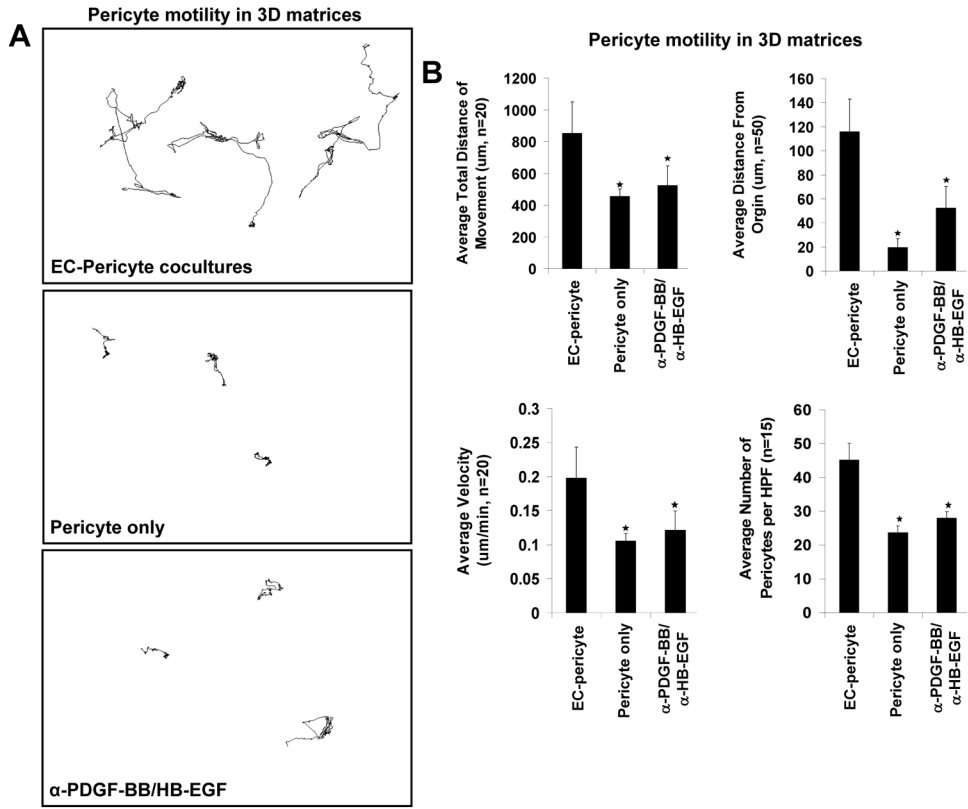 Pericyte motility in 3D matrices
A
EC-Pericyte cocultures
Pericyte only
α-PDGF-BB/HB-EGF
Pericyte motility in 3D matrices
B
Average Total Distance of
Movement (um, n=20)
1200
1000
800
600
400
200
0
★
★
EC-pericyte
Pericyte only
α-PDGF-BB/
α-HB-EGF
Average Distance From
Orgin (um, n=50)
160
140
120
100
80
60
40
20
0
★
★
EC-pericyte
Pericyte only
α-PDGF-BB/
α-HB-EGF
Average Velocity
(um/min, n=20)
0.3
0.25
0.2
0.15
0.1
0.05
0
★
★
EC-pericyte
Pericyte only
α-PDGF-BB/
α-HB-EGF
Average Number of
Pericytes per HPF (n=15)
60
50
40
30
20
10
0
★
★
EC-pericyte
Pericyte only
α-PDGF-BB/
α-HB-EGF